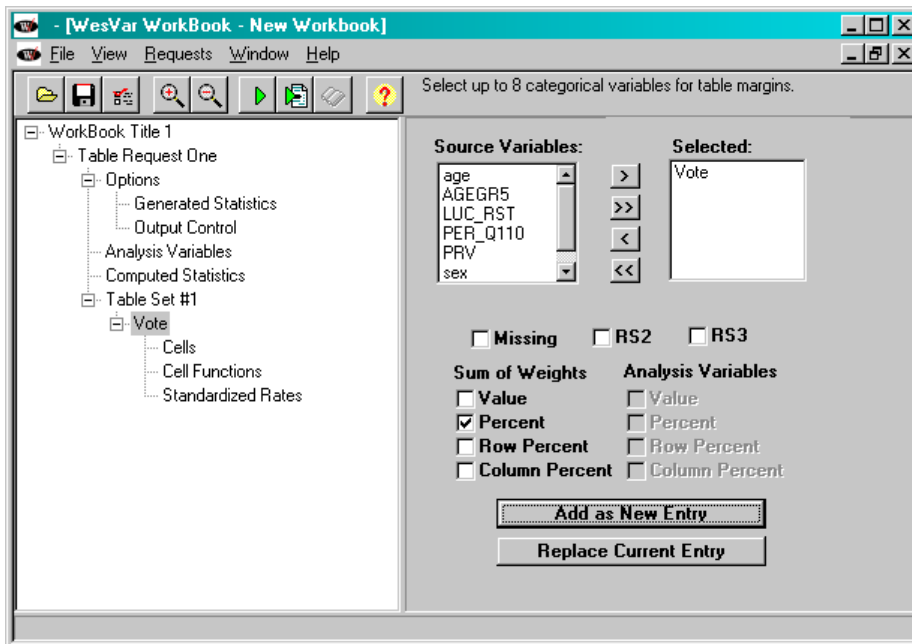 - [WesVar WorkBook - New Workbook]
File View Requests Window Help
Select up to 8 categorical variables for table margins.
WorkBook Title 1
Table Request One
Options
Generated Statistics
Output Control
Analysis Variables
Computed Statistics
Table Set #1
Vote
Cells
Cell Functions
Standardized Rates
Source Variables:
age
AGEGR5
LUC_RST
PER_Q110
PRV
sex
>
>>
<
<<
Selected:
Vote
Missing RS2 RS3
Sum of Weights
Value
Percent
Row Percent
Column Percent
Analysis Variables
Value
Percent
Row Percent
Column Percent
Add as New Entry
Replace Current Entry